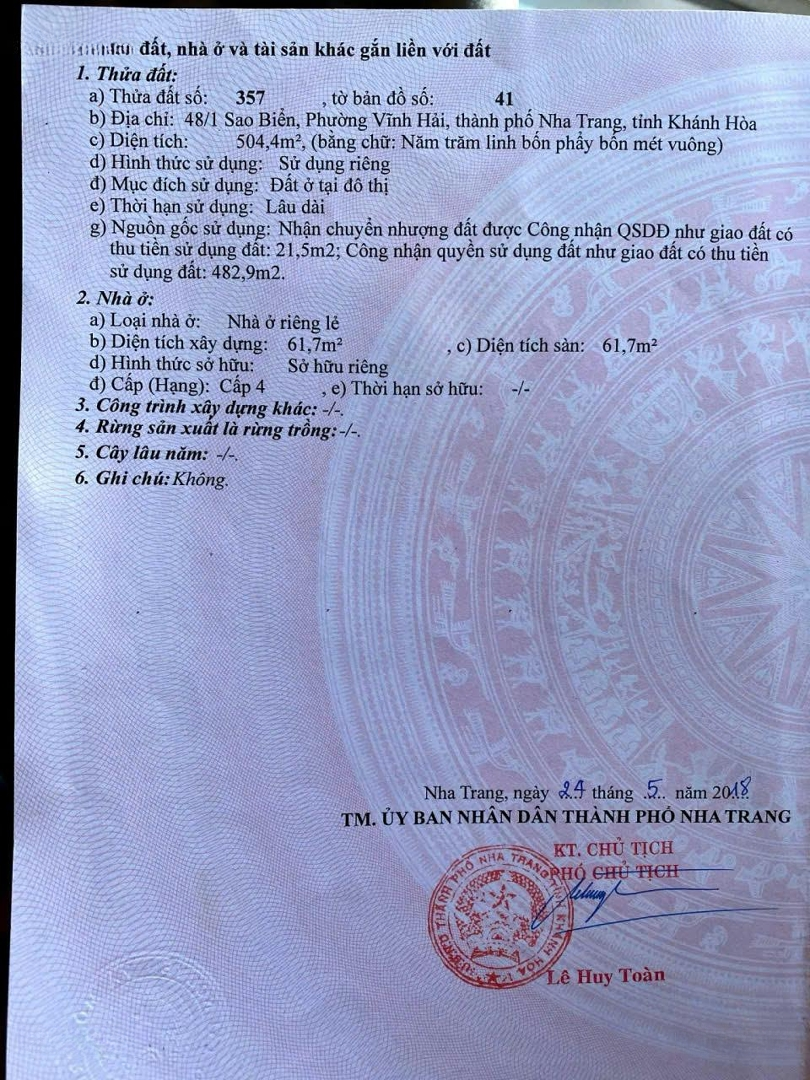 đất, nhà ở và tài sản khác gắn liền với đất
1. Thửa đất:
a) Thửa đất số: 357 , tờ bản đồ số: 41
b) Địa chỉ: 48/1 Sao Biển, Phường Vĩnh Hải, thành phố Nha Trang, tỉnh Khánh Hòa
c) Diện tích: 504,4m², (bằng chữ: Năm trăm linh bốn phẩy bốn mét vuông)
d) Hình thức sử dụng: Sử dụng riêng
đ) Mục đích sử dụng: Đất ở tại đô thị
e) Thời hạn sử dụng: Lâu dài
g) Nguồn gốc sử dụng: Nhận chuyển nhượng đất được Công nhận QSDĐ như giao đất có
thu tiền sử dụng đất: 21,5m2; Công nhận quyền sử dụng đất như giao đất có thu tiền
sử dụng đất: 482,9m2.
2. Nhà ở:
a) Loại nhà ở: Nhà ở riêng lẻ
b) Diện tích xây dựng: 61,7m² , c) Diện tích sàn: 61,7m²
d) Hình thức sở hữu: Sở hữu riêng
đ) Cấp (Hạng): Cấp 4 , e) Thời hạn sở hữu: -/-
3. Công trình xây dựng khác: -/-.
4. Rừng sản xuất là rừng trồng: -/-.
5. Cây lâu năm: -/-.
6. Ghi chú: Không.
Nha Trang, ngày 24 tháng 5 năm 2018
TM. ỦY BAN NHÂN DÂN THÀNH PHỐ NHA TRANG
KT. CHỦ TỊCH
PHÓ CHỦ TỊCH
THÀNH PHỐ NHA TRANG TỈNH KHÁNH HÒA
Lê Huy Toàn